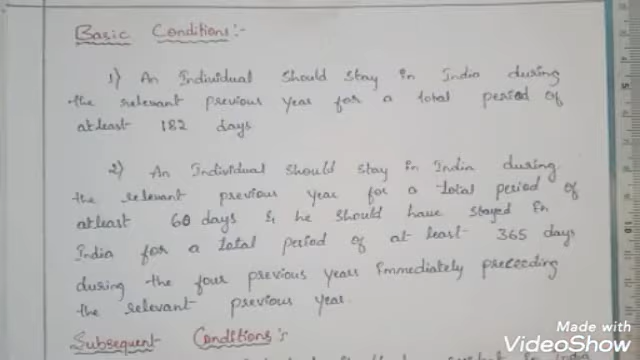 Basic Conditions:-
1) An Individual should stay in India during
the relevant previous year for a total period of
atleast 182 days
2) An Individual should stay in India during
the relevant previous year for a total period of
atleast 60 days & he should have stayed in
India for a total period of at least 365 days
during the four previous years immediately preceeding
the relevant previous year.
Subsequent Conditions:
Made with
VideoShow